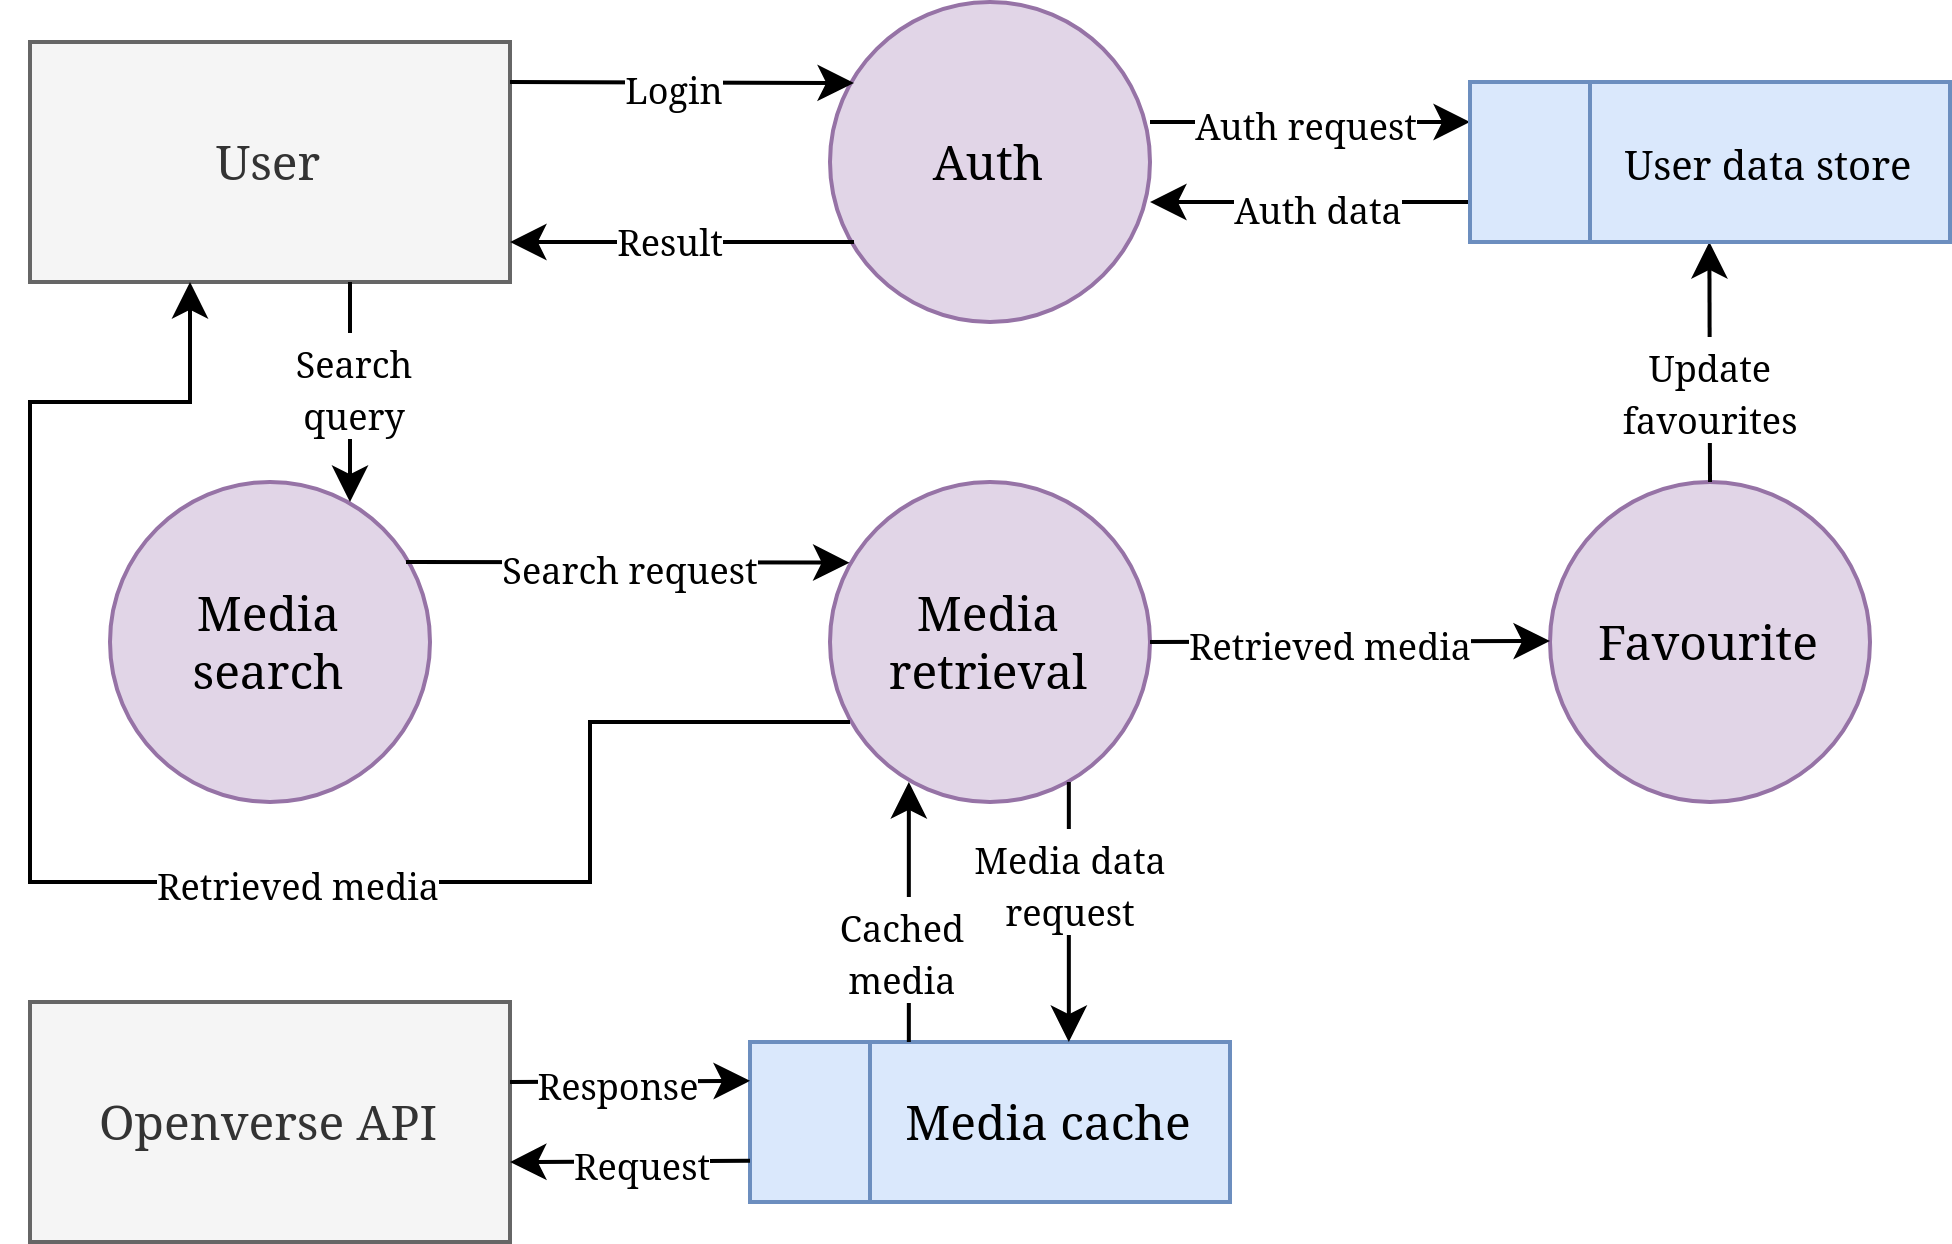 Login
User
Auth
Auth request
User data store
Auth data
Result
Search
query
Update
favourites
Search request
Media
search
Media
retrieval
Retrieved media
Favourite
Media data
request
Retrieved media
Cached
media
Response
Openverse API
Media cache
Request